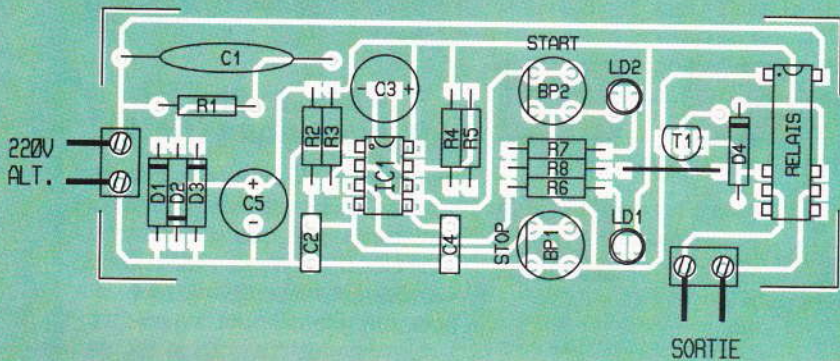 START
C1
LD2
- C3 +
BP2
R1
R2
R3
R4
R5
R7
T1
220V
R8
D4
RELAIS
ALT.
IC1
R6
D1
D2
D3
+
C5
-
STOP
LD1
C2
C4
BP1
SORTIE